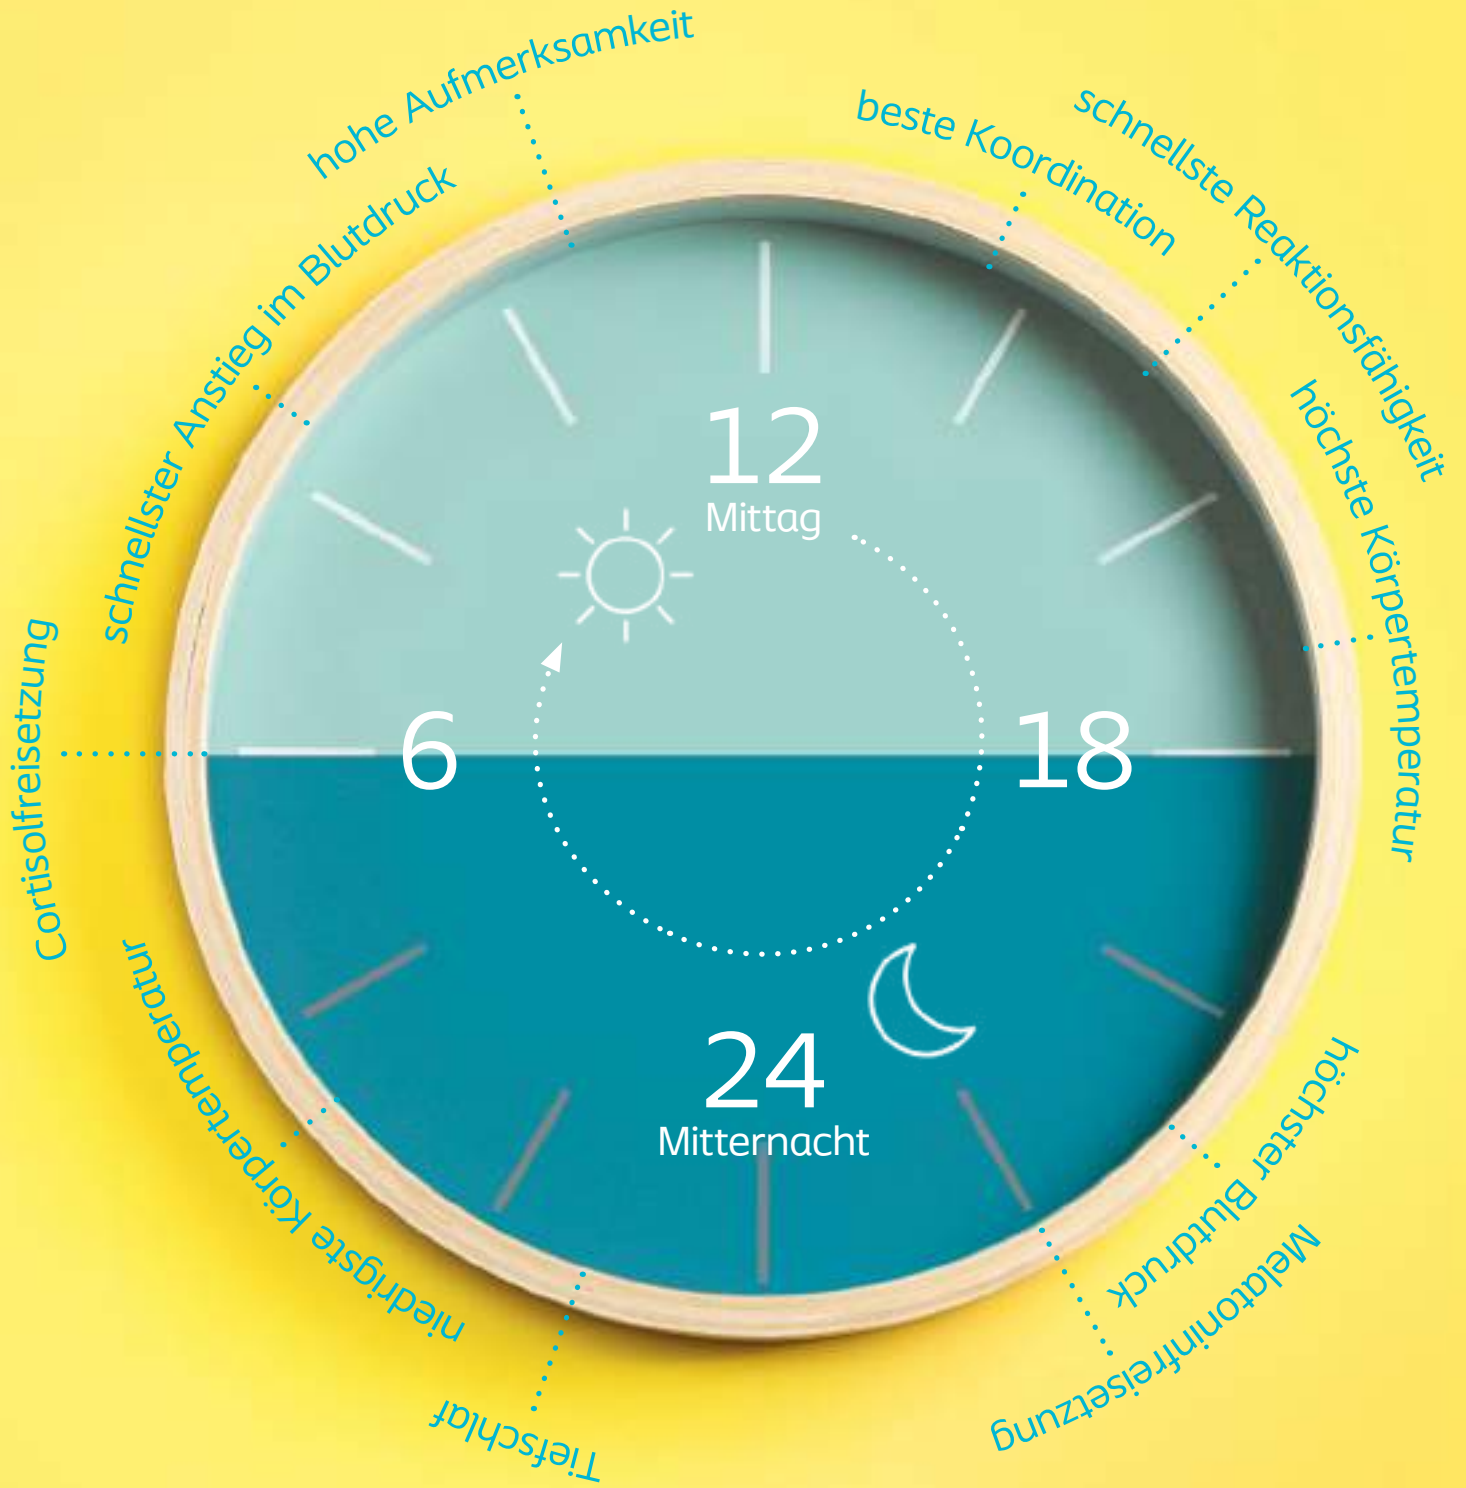 hohe Aufmerksamkeit
beste Koordination
schnellste Reaktionsfähigkeit
höchste Körpertemperatur
höchster Blutdruck
Melatoninfreisetzung
Tiefschlaf
niedrigste Körpertemperatur
Cortisolfreisetzung
schnellster Anstieg im Blutdruck
12
Mittag
6
18
24
Mitternacht